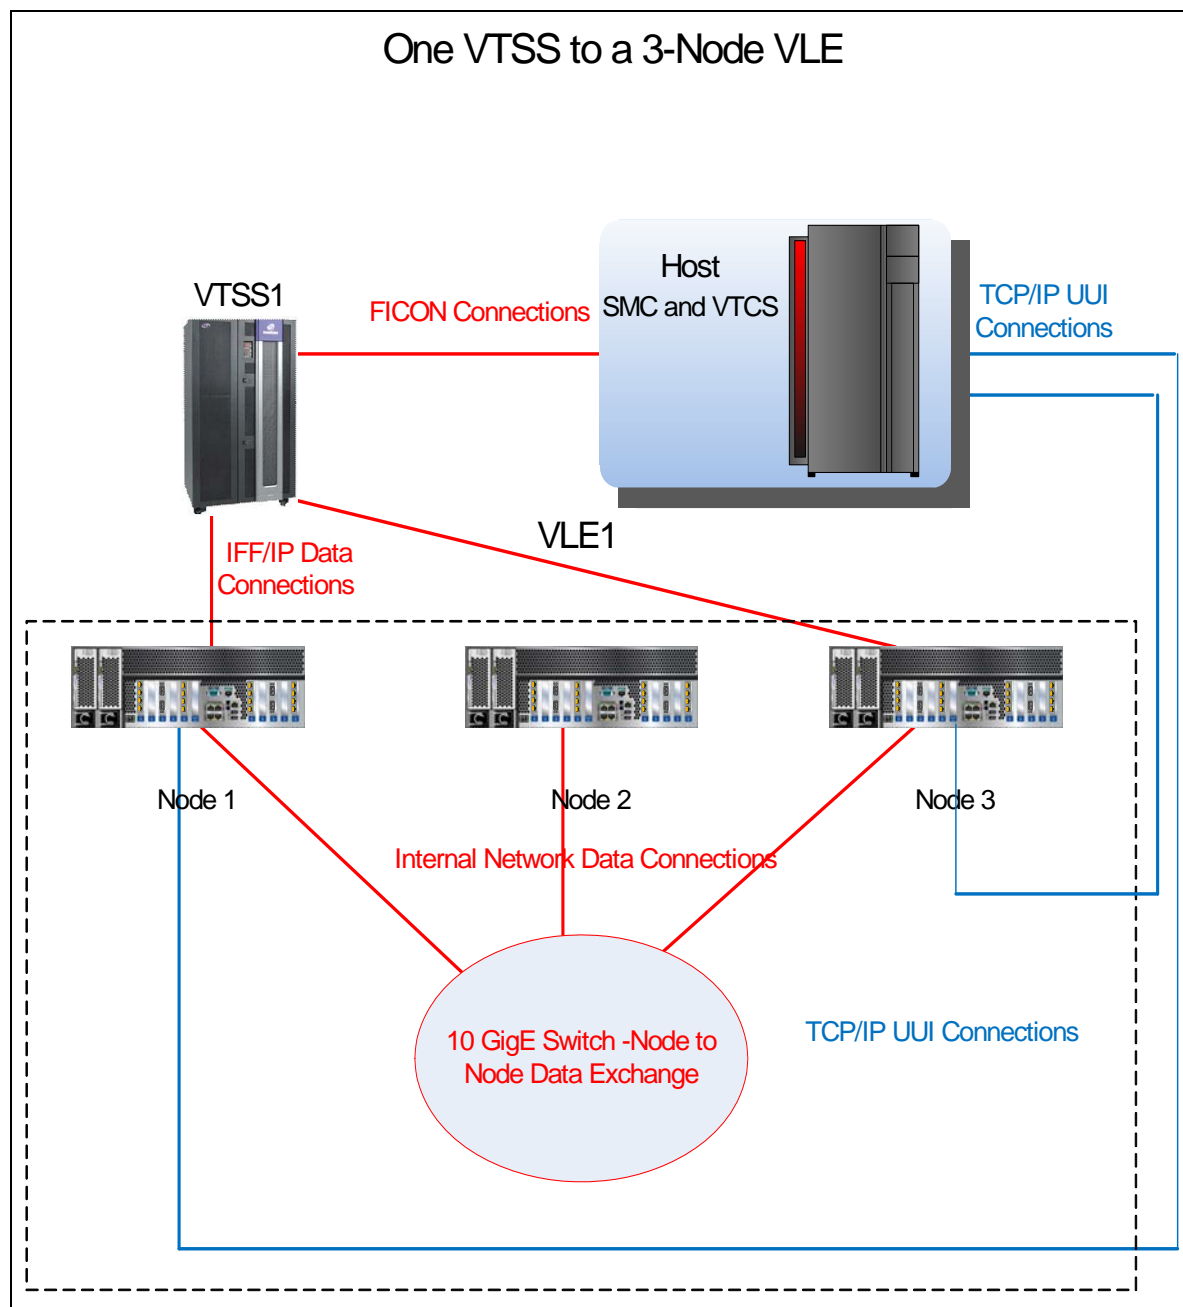 One VTSS to a 3-Node VLE
VTSS1
FICON Connections
Host
SMC and VTCS
TCP/IP UUI
Connections
VLE1
IFF/IP Data
Connections
Node 1
Node 2
Node 3
Internal Network Data Connections
10 GigE Switch -Node to
Node Data Exchange
TCP/IP UUI Connections